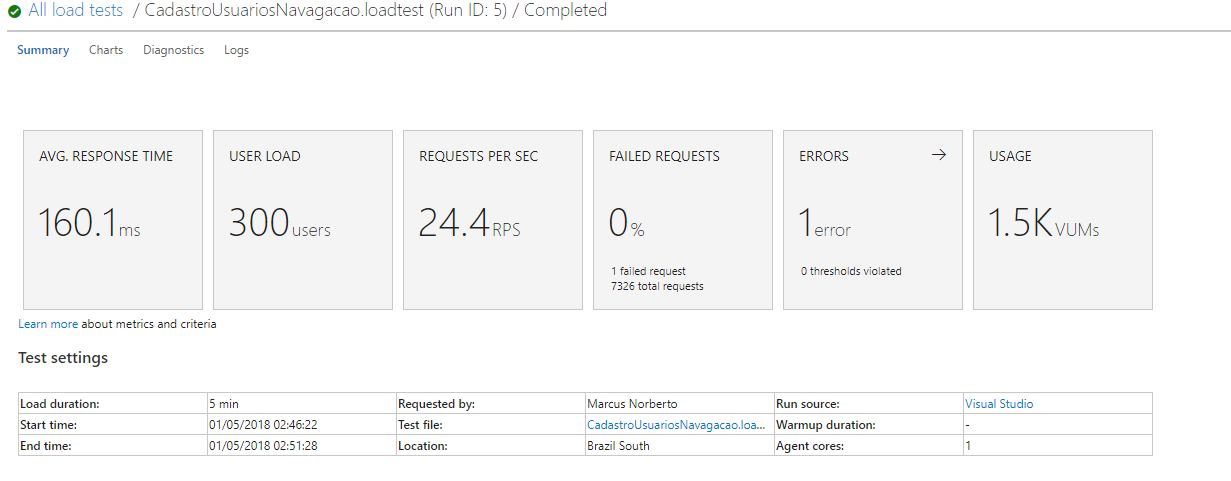 All load tests / CadastroUsuariosNavagacao.loadtest (Run ID: 5) / Completed
Summary Charts Diagnostics Logs
AVG. RESPONSE TIME
160.1ms
USER LOAD
300users
REQUESTS PER SEC
24.4RPS
FAILED REQUESTS
0%
1 failed request
7326 total requests
ERRORS →
1error
0 thresholds violated
USAGE
1.5K VUMs
Learn more about metrics and criteria
Test settings
Load duration: 5 min Requested by: Marcus Norberto Run source: Visual Studio
Start time: 01/05/2018 02:46:22 Test file: CadastroUsuariosNavagacao.loa... Warmup duration: -
End time: 01/05/2018 02:51:28 Location: Brazil South Agent cores: 1